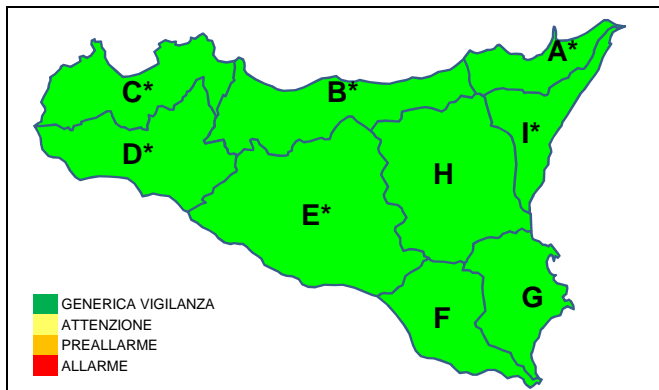 A*
C*
B*
I*
D*
H
E*
G
F
GENERICA VIGILANZA
ATTENZIONE
PREALLARME
ALLARME